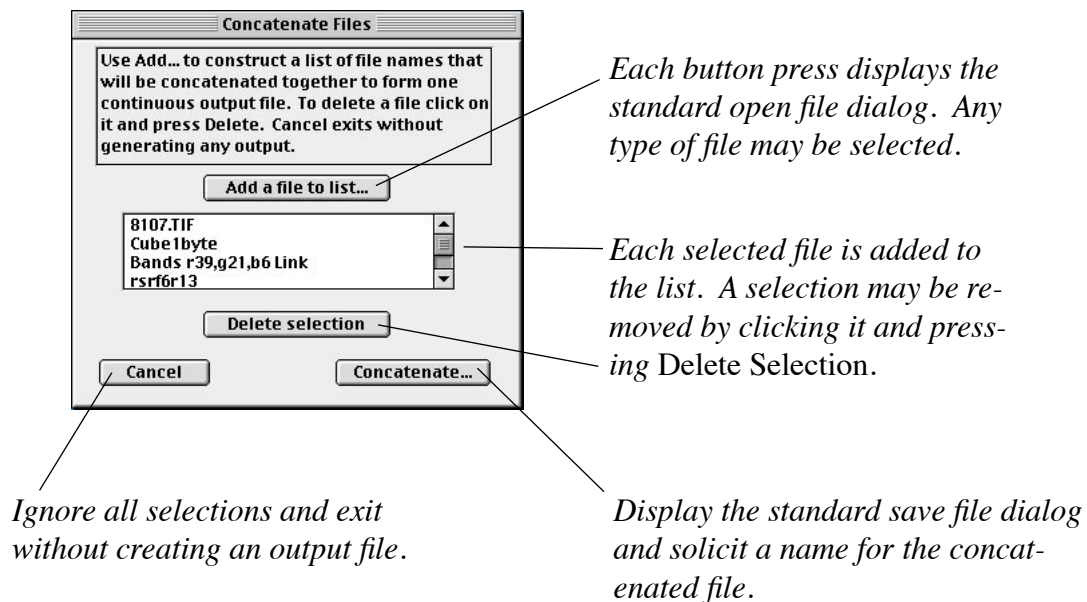 Concatenate Files
Use Add... to construct a list of file names that
will be concatenated together to form one
continuous output file. To delete a file click on
it and press Delete. Cancel exits without
generating any output.
Add a file to list...
8107.TIF
Cube1byte
Bands r39,g21,b6 Link
rsrf6r13
Delete selection
Cancel
Concatenate...
Each button press displays the
standard open file dialog. Any
type of file may be selected.
Each selected file is added to
the list. A selection may be re-
moved by clicking it and press-
ing Delete Selection.
Ignore all selections and exit
without creating an output file.
Display the standard save file dialog
and solicit a name for the concat-
enated file.